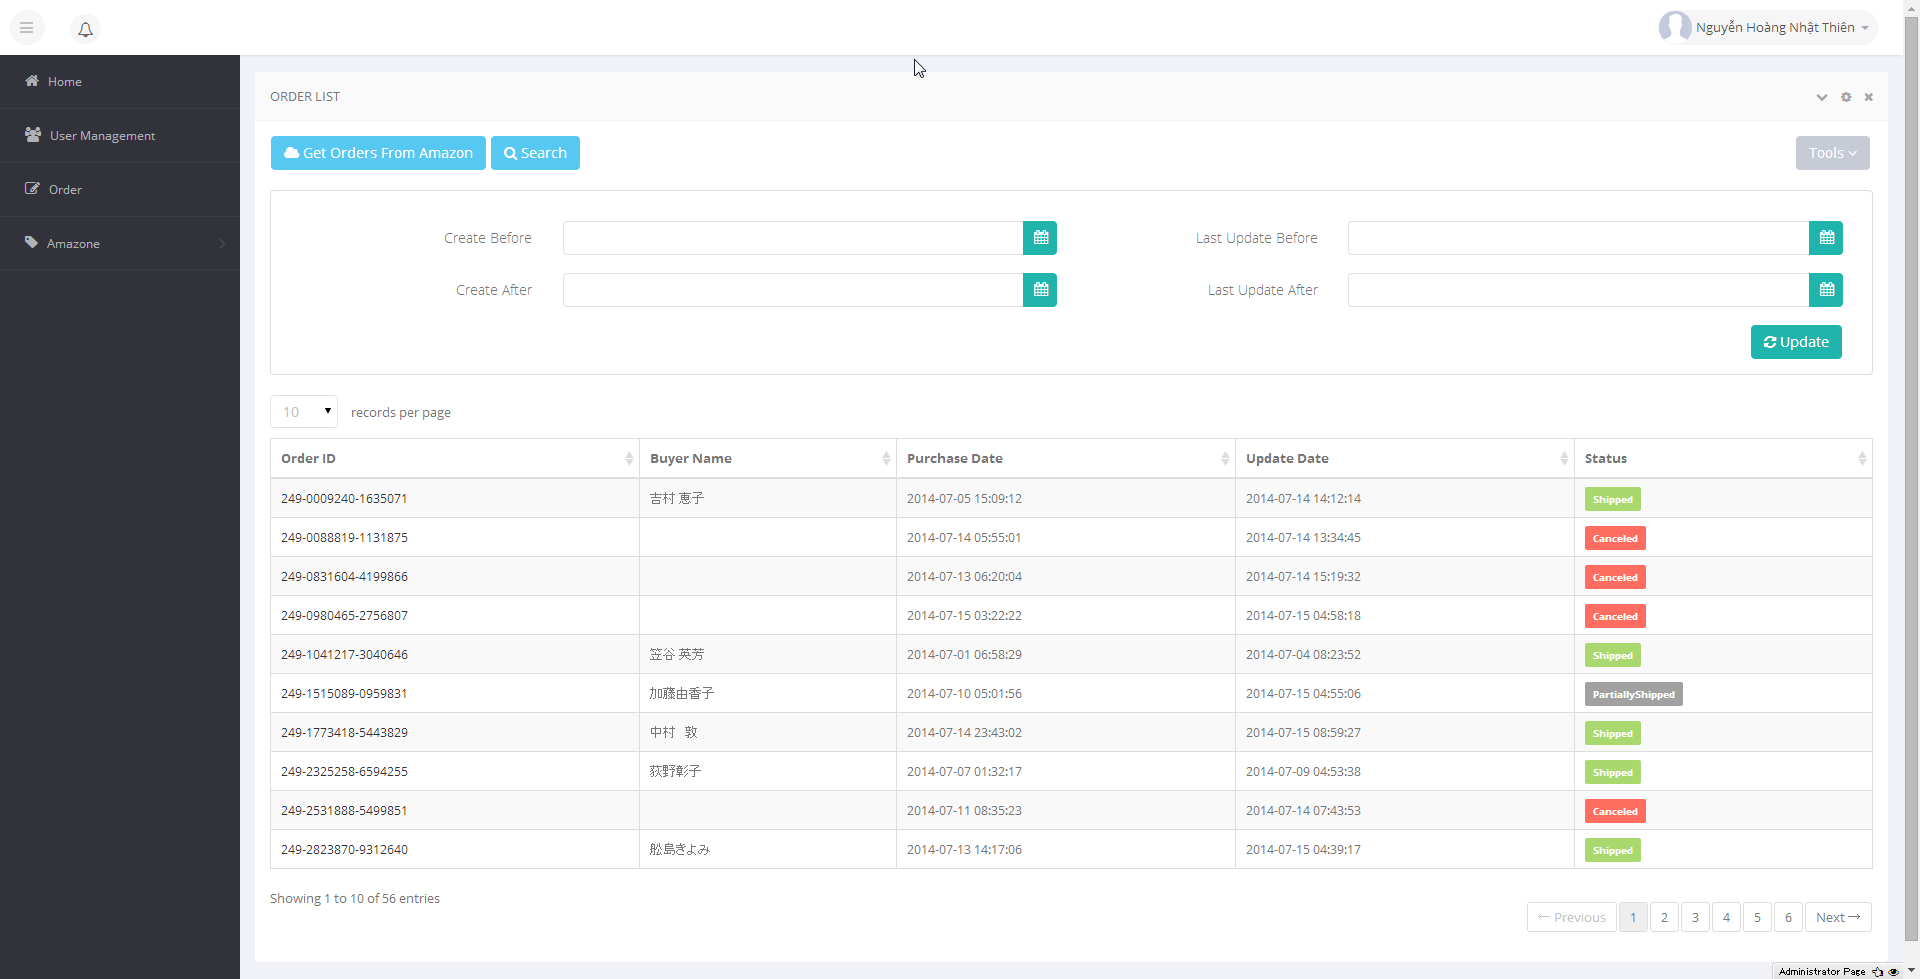 Nguyễn Hoàng Nhật Thiên
Home
User Management
Order
Amazone
ORDER LIST
Get Orders From Amazon Search Tools
Create Before Last Update Before
Create After Last Update After
Update
10 records per page
Order ID Buyer Name Purchase Date Update Date Status
249-0009240-1635071 吉村 恵子 2014-07-05 15:09:12 2014-07-14 14:12:14 Shipped
249-0088819-1131875 2014-07-14 05:55:01 2014-07-14 13:34:45 Canceled
249-0831604-4199866 2014-07-13 06:20:04 2014-07-14 15:19:32 Canceled
249-0980465-2756807 2014-07-15 03:22:22 2014-07-15 04:58:18 Canceled
249-1041217-3040646 笠谷 英芳 2014-07-01 06:58:29 2014-07-04 08:23:52 Shipped
249-1515089-0959831 加藤由香子 2014-07-10 05:01:56 2014-07-15 04:55:06 PartiallyShipped
249-1773418-5443829 中村 敦 2014-07-14 23:43:02 2014-07-15 08:59:27 Shipped
249-2325258-6594255 荻野彰子 2014-07-07 01:32:17 2014-07-09 04:53:38 Shipped
249-2531888-5499851 2014-07-11 08:35:23 2014-07-14 07:43:53 Canceled
249-2823870-9312640 舩島きよみ 2014-07-13 14:17:06 2014-07-15 04:39:17 Shipped
Showing 1 to 10 of 56 entries
← Previous 1 2 3 4 5 6 Next →
Administrator Page